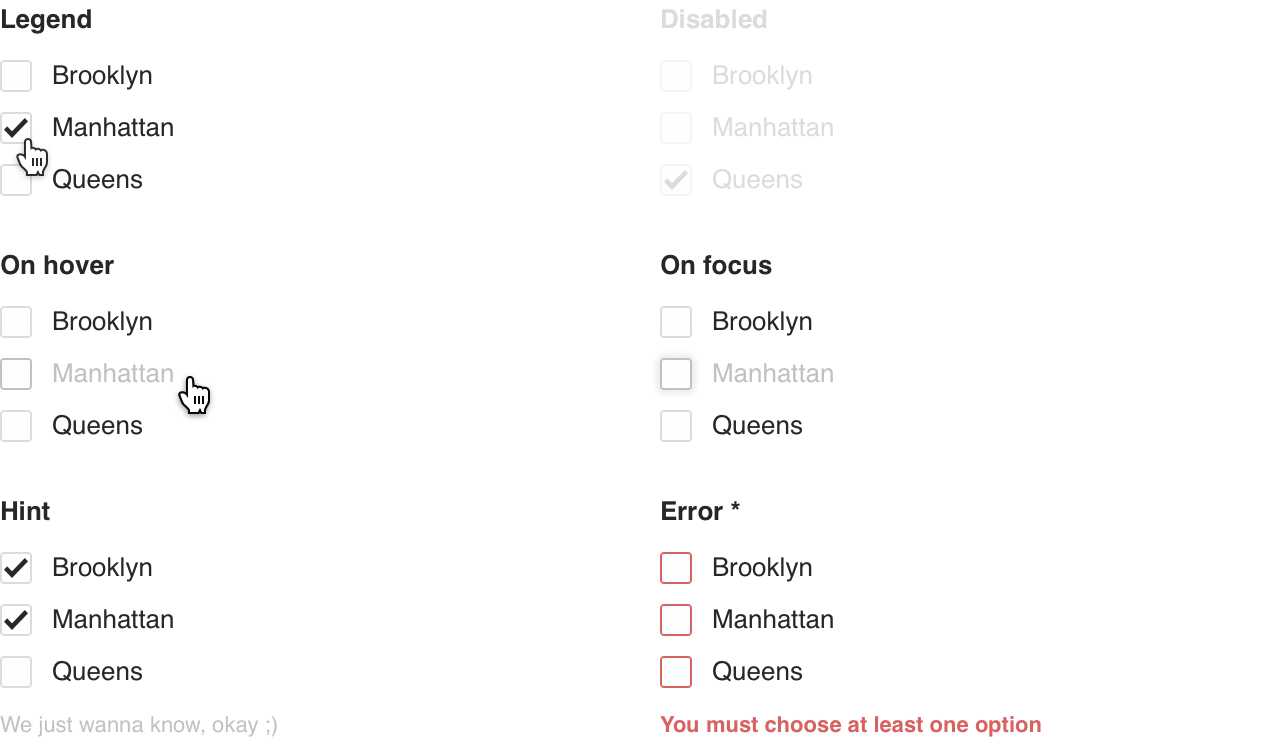 Legend
Brooklyn
Manhattan
Queens
Disabled
Brooklyn
Manhattan
Queens
On hover
Brooklyn
Manhattan
Queens
On focus
Brooklyn
Manhattan
Queens
Hint
Brooklyn
Manhattan
Queens
We just wanna know, okay ;)
Error *
Brooklyn
Manhattan
Queens
You must choose at least one option